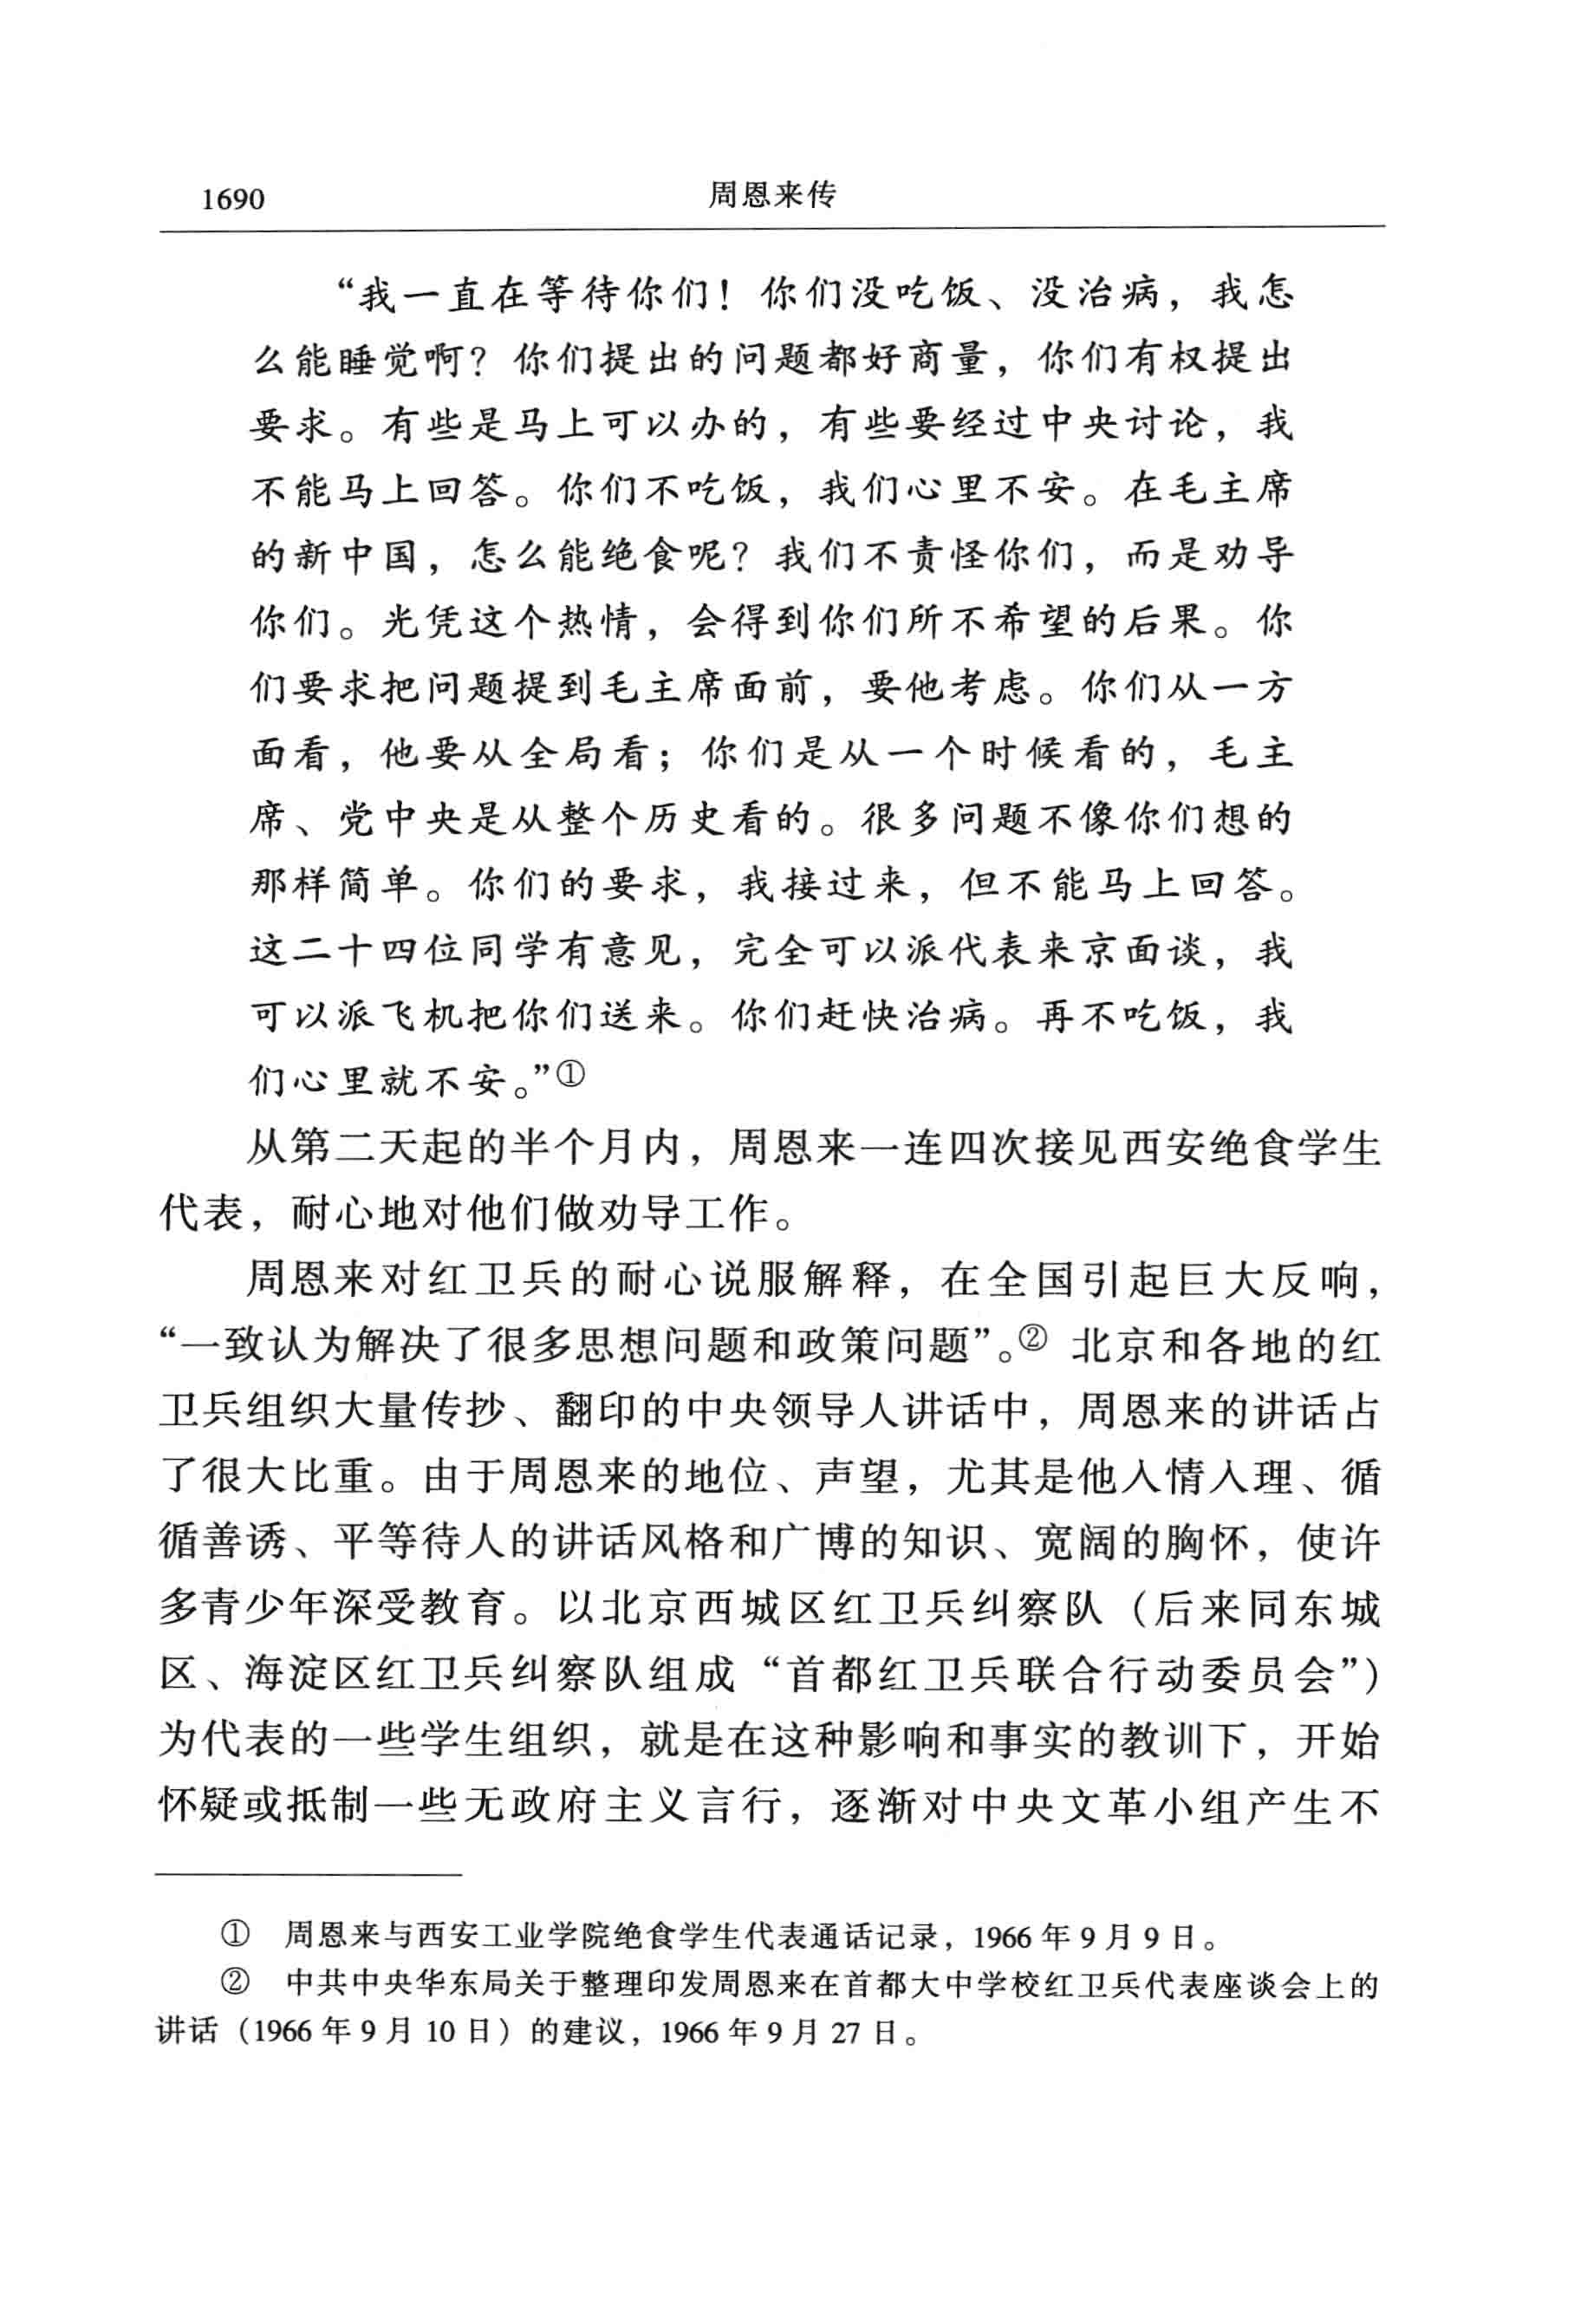 1690
周恩来传
“我一直在等待你们！你们没吃饭、没治病，我怎
么能睡觉啊？你们提出的问题都好商量，你们有权提出
要求。有些是马上可以办的，有些要经过中央讨论，我
不能马上回答。你们不吃饭，我们心里不安。在毛主席
的新中国，怎么能绝食呢？我们不责怪你们，而是劝导
你们。光凭这个热情，会得到你们所不希望的后果。你
们要求把问题提到毛主席面前，要他考虑。你们从一方
面看，他要从全局看；你们是从一个时候看的，毛主
席、党中央是从整个历史看的。很多问题不像你们想的
那样简单。你们的要求，我接过来，但不能马上回答。
这二十四位同学有意见，完全可以派代表来京面谈，我
可以派飞机把你们送来。你们赶快治病。再不吃饭，我
们心里就不安。”①
从第二天起的半个月内，周恩来一连四次接见西安绝食学生
代表，耐心地对他们做劝导工作。
周恩来对红卫兵的耐心说服解释，在全国引起巨大反响，
“一致认为解决了很多思想问题和政策问题”。② 北京和各地的红
卫兵组织大量传抄、翻印的中央领导人讲话中，周恩来的讲话占
了很大比重。由于周恩来的地位、声望，尤其是他入情入理、循
循善诱、平等待人的讲话风格和广博的知识、宽阔的胸怀，使许
多青少年深受教育。以北京西城区红卫兵纠察队（后来同东城
区、海淀区红卫兵纠察队组成“首都红卫兵联合行动委员会”）
为代表的一些学生组织，就是在这种影响和事实的教训下，开始
怀疑或抵制一些无政府主义言行，逐渐对中央文革小组产生不
① 周恩来与西安工业学院绝食学生代表通话记录，1966 年 9 月 9 日。
② 中共中央华东局关于整理印发周恩来在首都大中学校红卫兵代表座谈会上的
讲话（1966 年 9 月 10 日）的建议，1966 年 9 月 27 日。